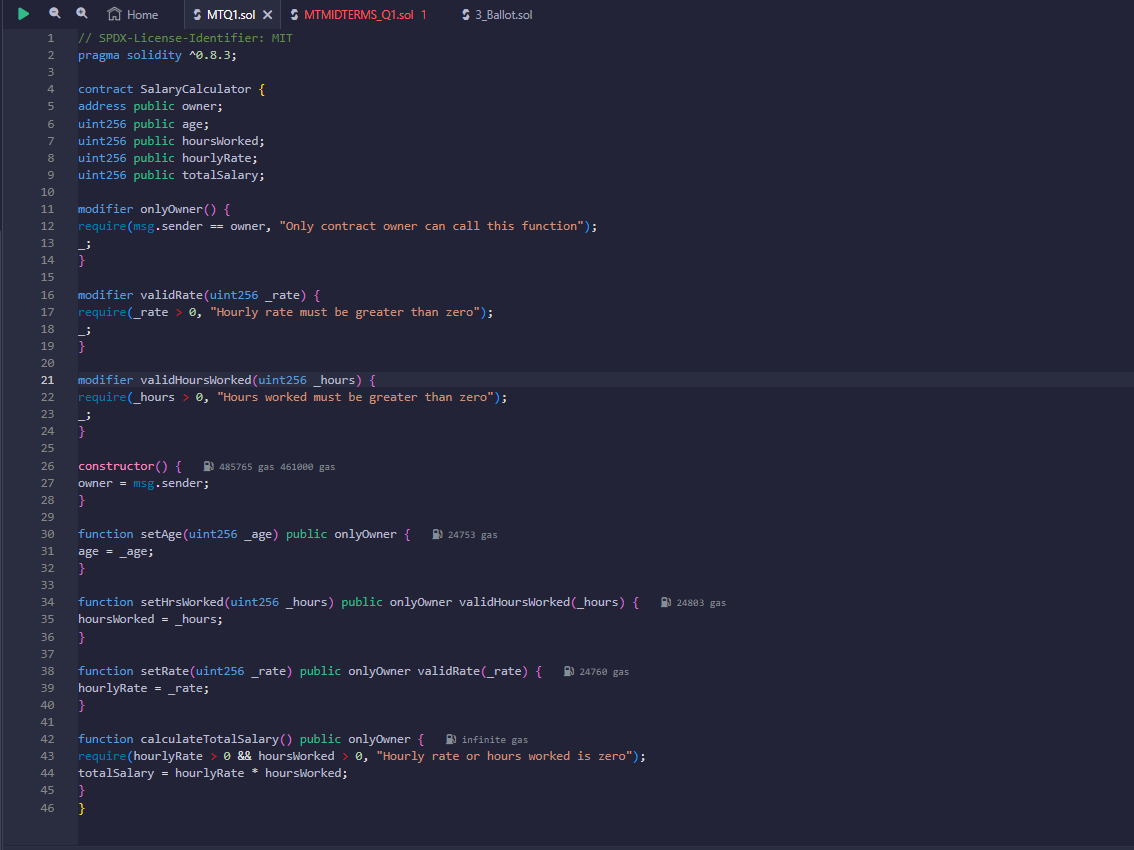 Home MTQ1.sol MTMIDTERMS_Q1.sol 1 3_Ballot.sol
1 // SPDX-License-Identifier: MIT
2 pragma solidity ^0.8.3;
3
4 contract SalaryCalculator {
5 address public owner;
6 uint256 public age;
7 uint256 public hoursWorked;
8 uint256 public hourlyRate;
9 uint256 public totalSalary;
10
11 modifier onlyOwner() {
12 require(msg.sender == owner, "Only contract owner can call this function");
13 _;
14 }
15
16 modifier validRate(uint256 _rate) {
17 require(_rate > 0, "Hourly rate must be greater than zero");
18 _;
19 }
20
21 modifier validHoursWorked(uint256 _hours) {
22 require(_hours > 0, "Hours worked must be greater than zero");
23 _;
24 }
25
26 constructor() { 485765 gas 461000 gas
27 owner = msg.sender;
28 }
29
30 function setAge(uint256 _age) public onlyOwner { 24753 gas
31 age = _age;
32 }
33
34 function setHrsWorked(uint256 _hours) public onlyOwner validHoursWorked(_hours) { 24803 gas
35 hoursWorked = _hours;
36 }
37
38 function setRate(uint256 _rate) public onlyOwner validRate(_rate) { 24760 gas
39 hourlyRate = _rate;
40 }
41
42 function calculateTotalSalary() public onlyOwner { infinite gas
43 require(hourlyRate > 0 && hoursWorked > 0, "Hourly rate or hours worked is zero");
44 totalSalary = hourlyRate * hoursWorked;
45 }
46 }